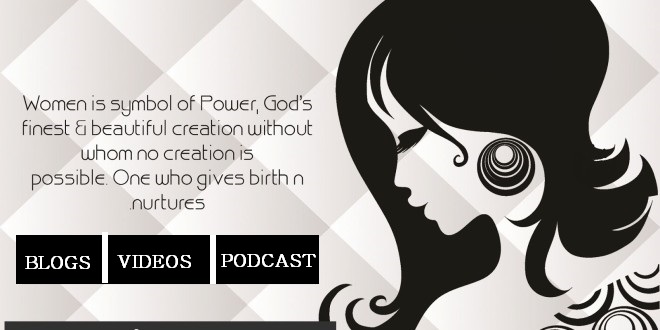 Women is symbol of Power, God's
finest & beautiful creation without
whom no creation is
possible. One who gives birth n
.nurtures
BLOGS VIDEOS PODCAST